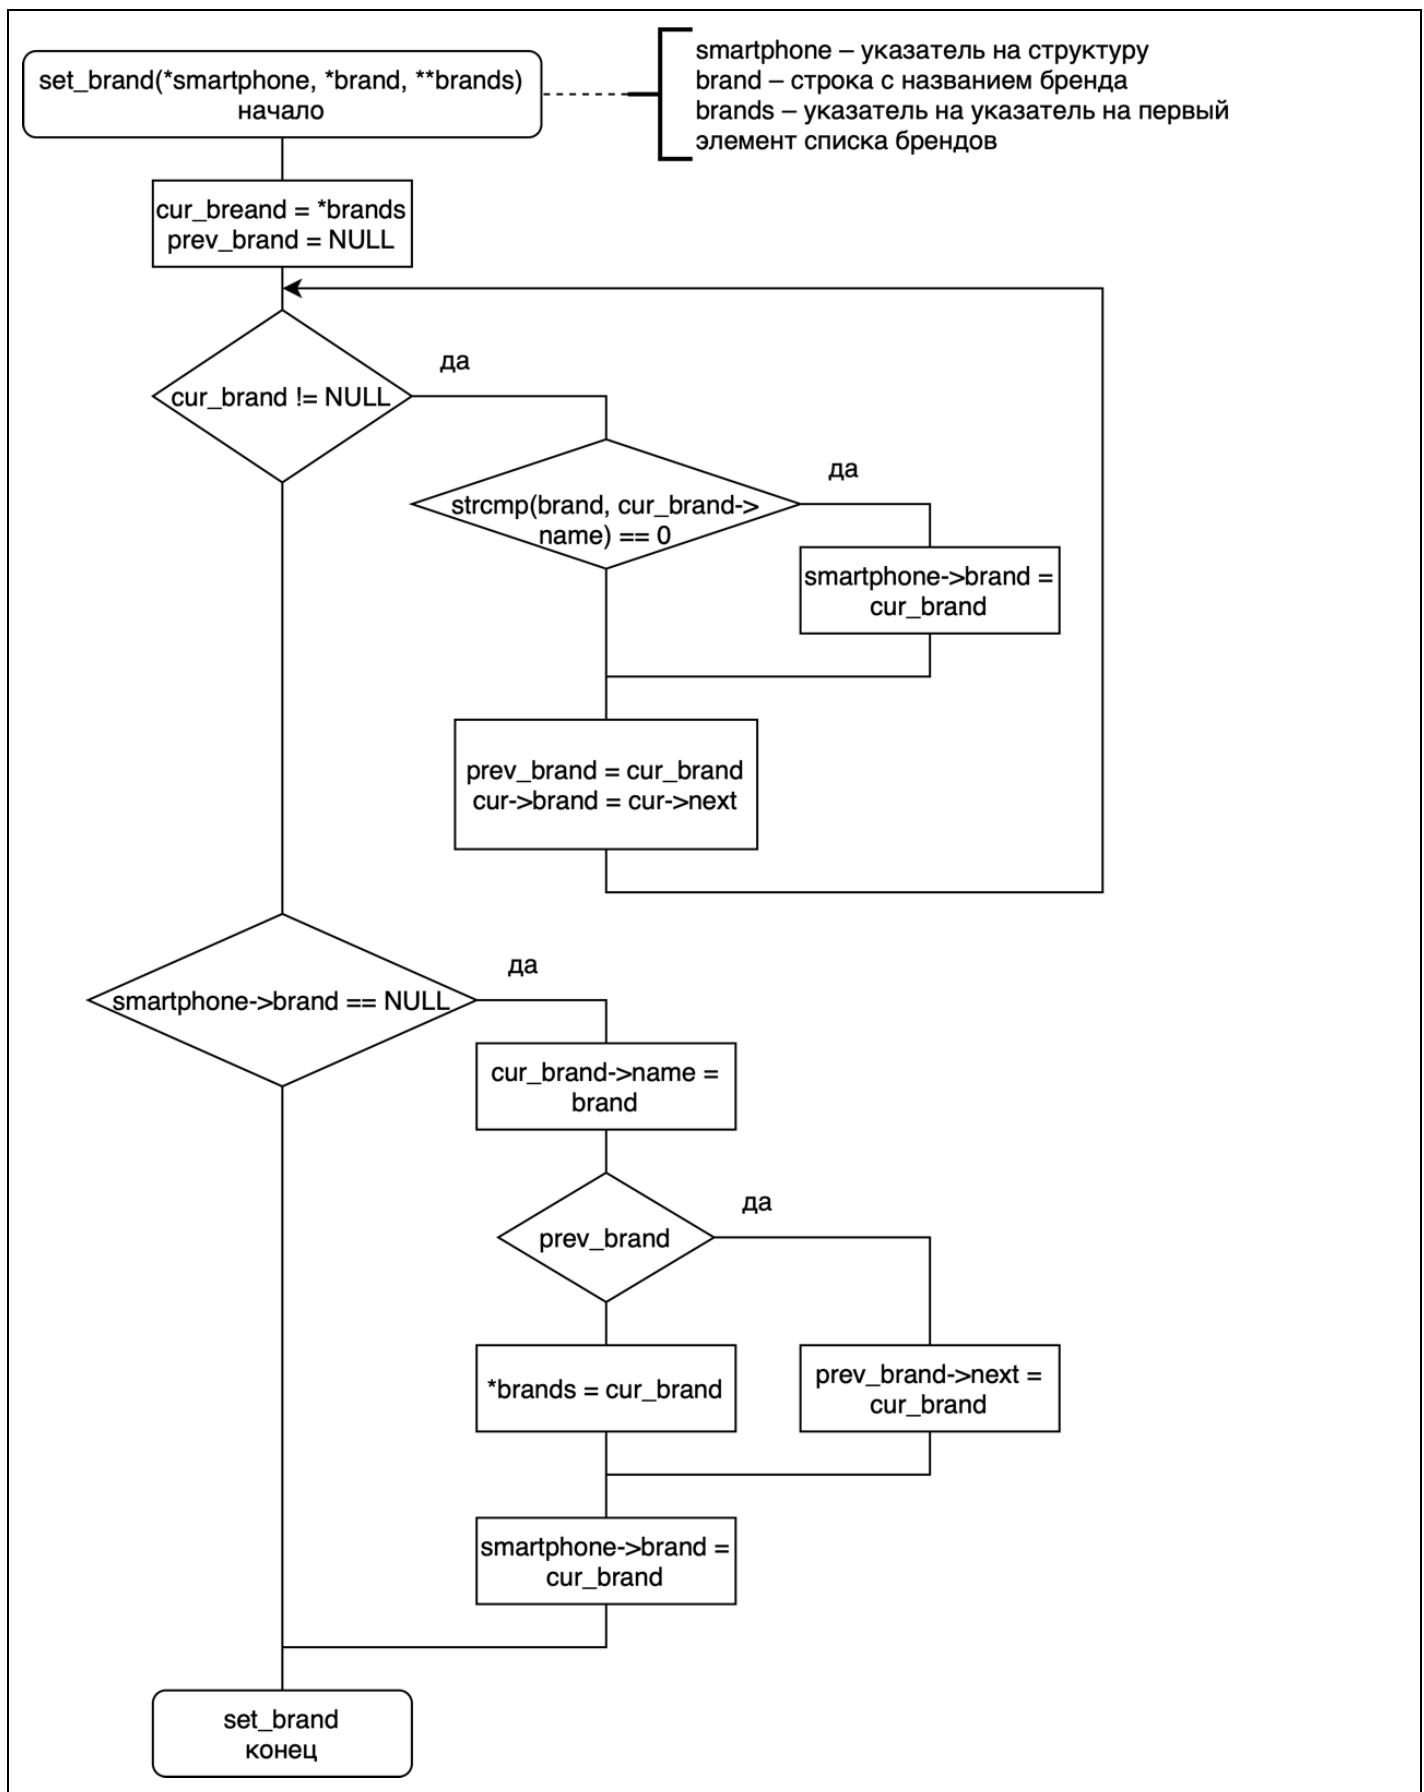 set_brand(*smartphone, *brand, **brands)
начало
smartphone – указатель на структуру
brand – строка с названием бренда
brands – указатель на указатель на первый
элемент списка брендов
cur_breand = *brands
prev_brand = NULL
cur_brand != NULL
да
strcmp(brand, cur_brand->
name) == 0
да
smartphone->brand =
cur_brand
prev_brand = cur_brand
cur->brand = cur->next
smartphone->brand == NULL
да
cur_brand->name =
brand
prev_brand
да
*brands = cur_brand
prev_brand->next =
cur_brand
smartphone->brand =
cur_brand
set_brand
конец